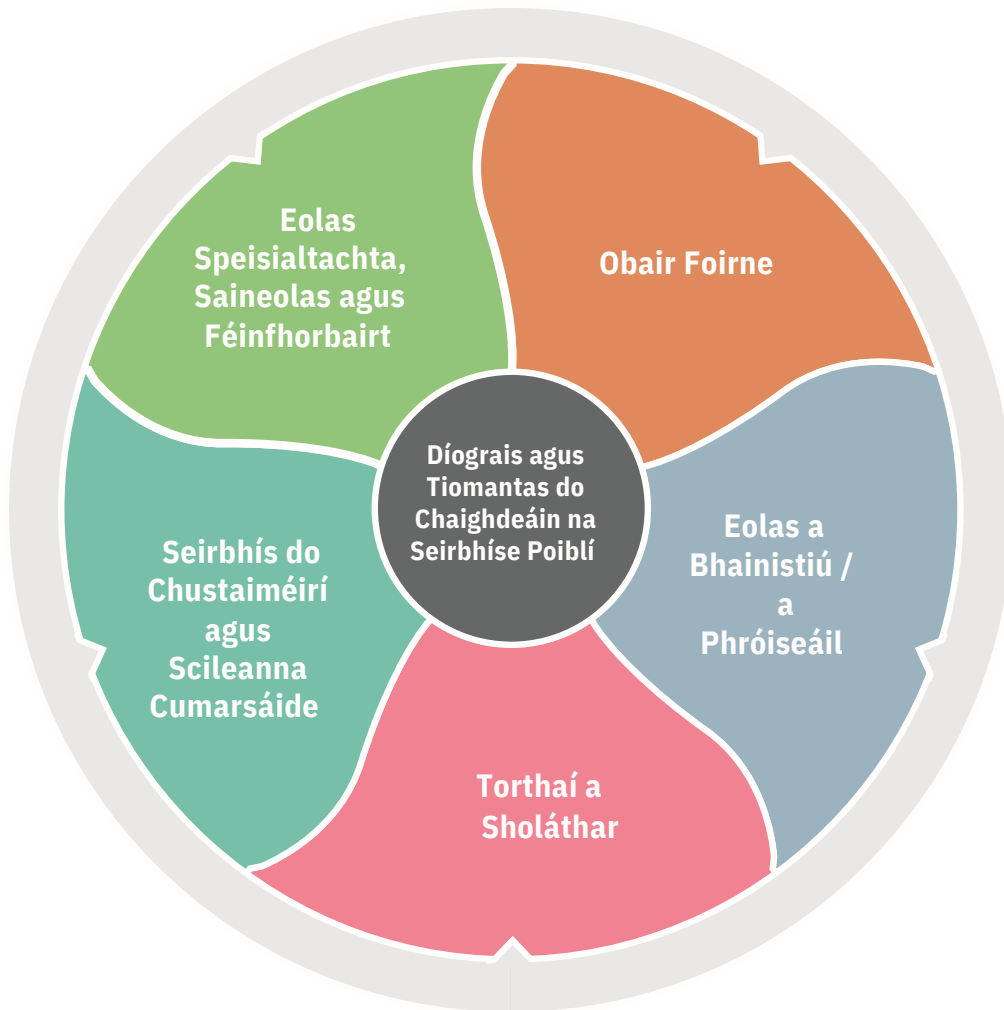 Eolas
Speisialtachta,
Saineolas agus
Féinfhorbairt
Obair Foirne
Díograis agus
Tiomantas do
Chaighdeáin na
Seirbhíse Poiblí
Eolas a
Bhainistiú /
a
Phróiseáil
Seirbhís do
Chustaiméirí
agus
Scileanna
Cumarsáide
Torthaí a
Sholáthar